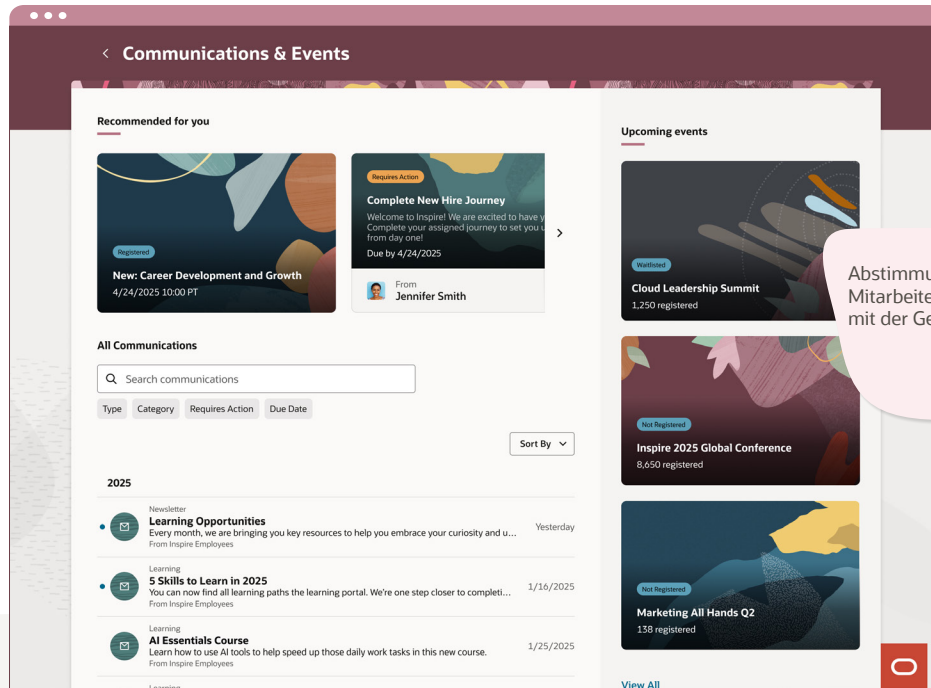 Communications & Events
Recommended for you
Registered
New: Career Development and Growth
4/24/2025 10:00 PT
Requires Action
Complete New Hire Journey
Welcome to Inspire! We are excited to have y
Complete your assigned journey to set you u
from day one!
Due by 4/24/2025
From
Jennifer Smith
All Communications
Search communications
Type Category Requires Action Due Date
Sort By
2025
Newsletter
Learning Opportunities
Every month, we are bringing you key resources to help you embrace your curiosity and u...
From Inspire Employees
Yesterday
Learning
5 Skills to Learn in 2025
You can now find all learning paths the learning portal. We're one step closer to completi...
From Inspire Employees
1/16/2025
Learning
AI Essentials Course
Learn how to use AI tools to help speed up those daily work tasks in this new course.
From Inspire Employees
1/25/2025
Learning
Upcoming events
Waitlisted
Cloud Leadership Summit
1,250 registered
Not Registered
Inspire 2025 Global Conference
8,650 registered
Not Registered
Marketing All Hands Q2
138 registered
View All
Abstimmu
Mitarbeite
mit der Ge